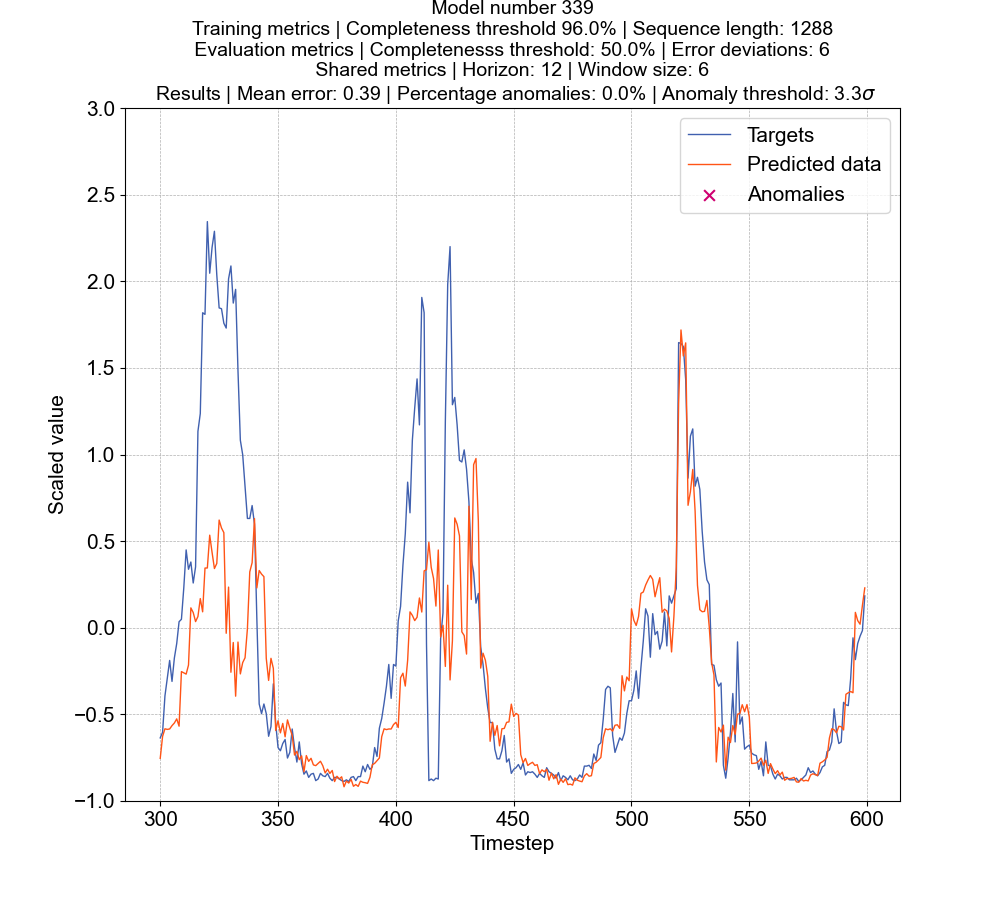 Model number 339
Training metrics | Completeness threshold 96.0% | Sequence length: 1288
Evaluation metrics | Completenesss threshold: 50.0% | Error deviations: 6
Shared metrics | Horizon: 12 | Window size: 6
Results | Mean error: 0.39 | Percentage anomalies: 0.0% | Anomaly threshold: 3.3σ
Targets
Predicted data
Anomalies
3.0
2.5
2.0
1.5
1.0
0.5
0.0
−0.5
−1.0
Scaled value
300 350 400 450 500 550 600
Timestep